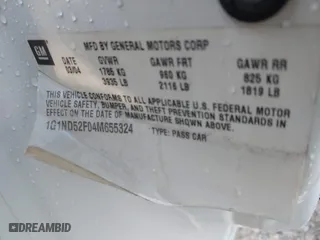 GM
MFD BY GENERAL MOTORS CORP
DATE GVWR GAWR FRT GAWR RR
03/04 1785 KG 960 KG 825 KG
3935 LB 2116 LB 1819 LB
THIS VEHICLE CONFORMS TO ALL APPLICABLE U.S. FEDERAL MOTOR
VEHICLE SAFETY, BUMPER, AND THEFT PREVENTION STANDARDS IN
EFFECT ON THE DATE OF MANUFACTURE SHOWN ABOVE.
1G1ND52F04M655324 TYPE: PASS CAR
DREAMBID